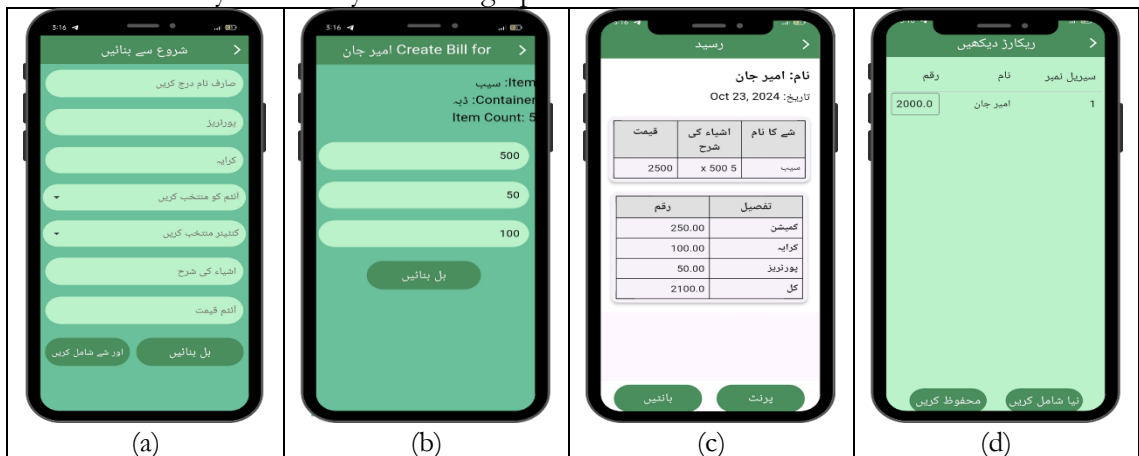 3:16
شروع سے بنائیں
صارف نام درج کریں
پورٹریز
کرایہ
آئٹم کو منتخب کریں
کنٹینر منتخب کریں
اشیاء کی شرح
آئٹم قیمت
بل بنائیں
اور شے شامل کریں
(a)
3:16
Create Bill for امیر جان
Item: سیب
Container: ڈبہ
Item Count: 5
500
50
100
بل بنائیں
(b)
3:16
رسید
نام: امیر جان
تاریخ: Oct 23, 2024
شے کا نام اشیاء کی شرح قیمت
سیب 5 x 500 2500
تفصیل رقم
کمیشن 250.00
کرایہ 100.00
پورٹریز 50.00
کل 2100.0
پرنٹ
بانٹیں
(c)
ریکارڈ دیکھیں
سیریل نمبر نام رقم
1 امیر جان 2000.0
نیا شامل کریں
محفوظ کریں
(d)